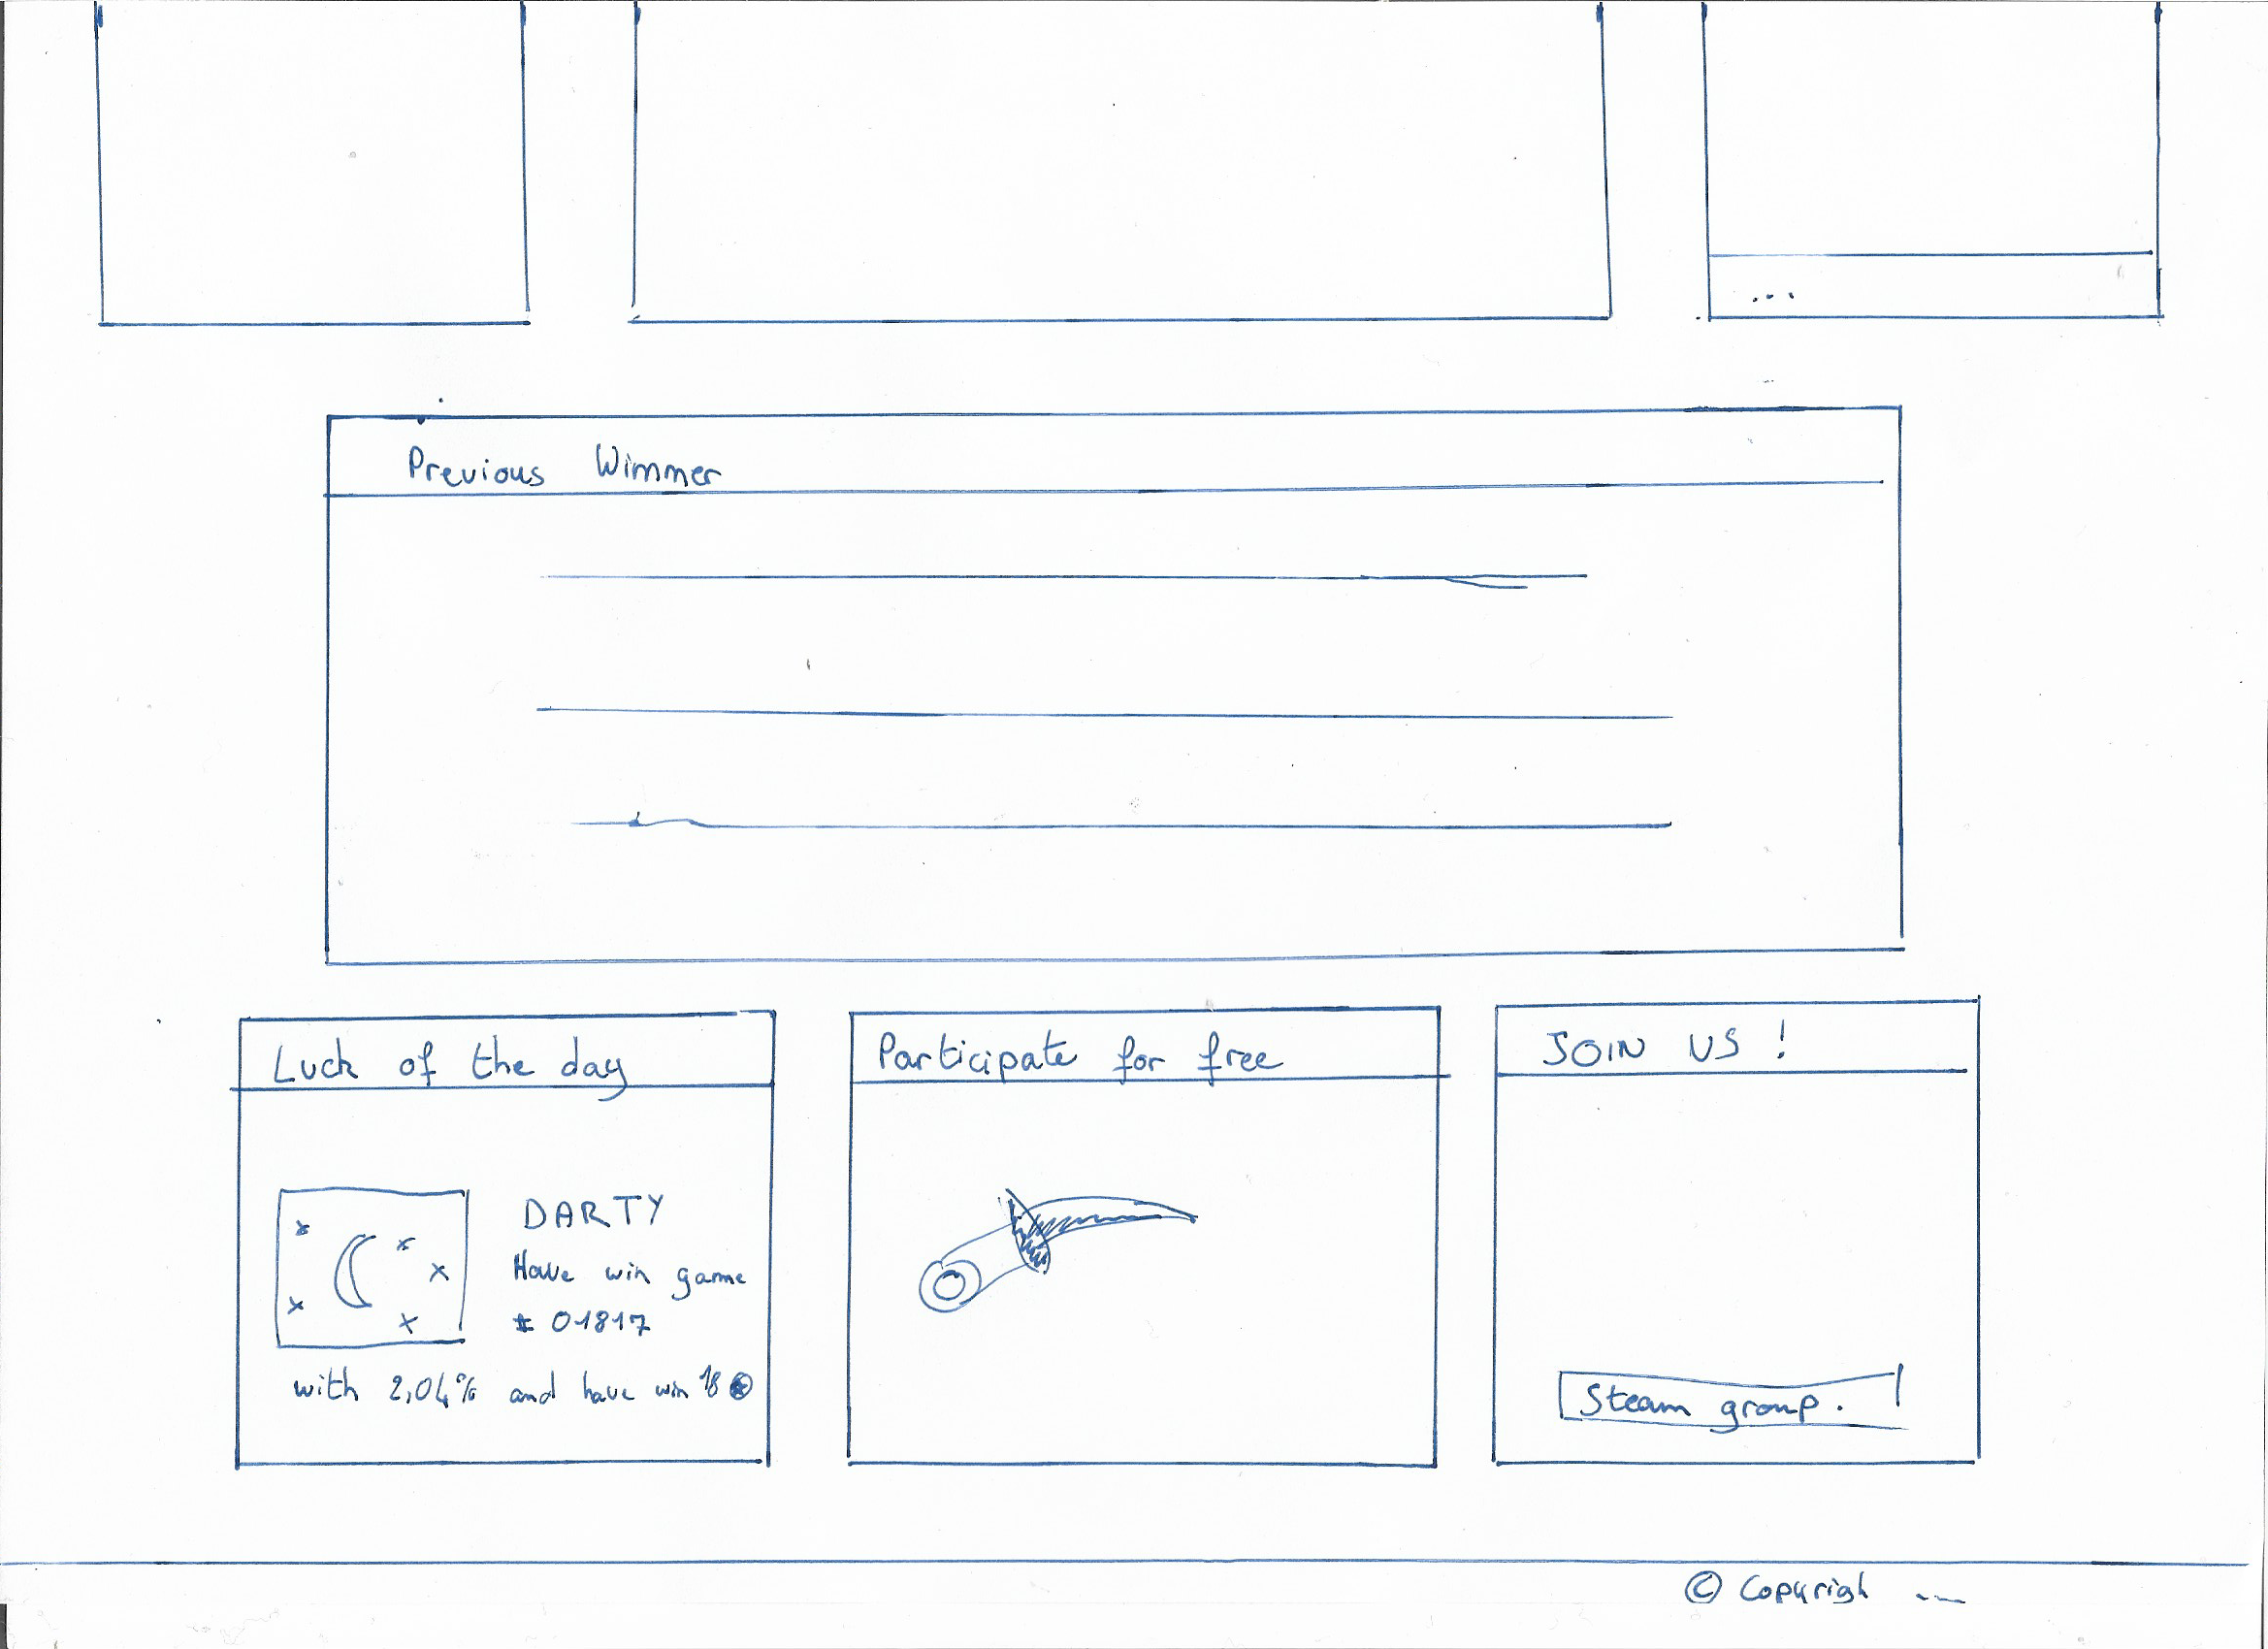 ...
Previous Winner
Luck of the day
Participate for free
JOIN US !
DARTY
Have win game
# 01817
with 2,04% and have win 18
Steam group.
© Copyrigh ...